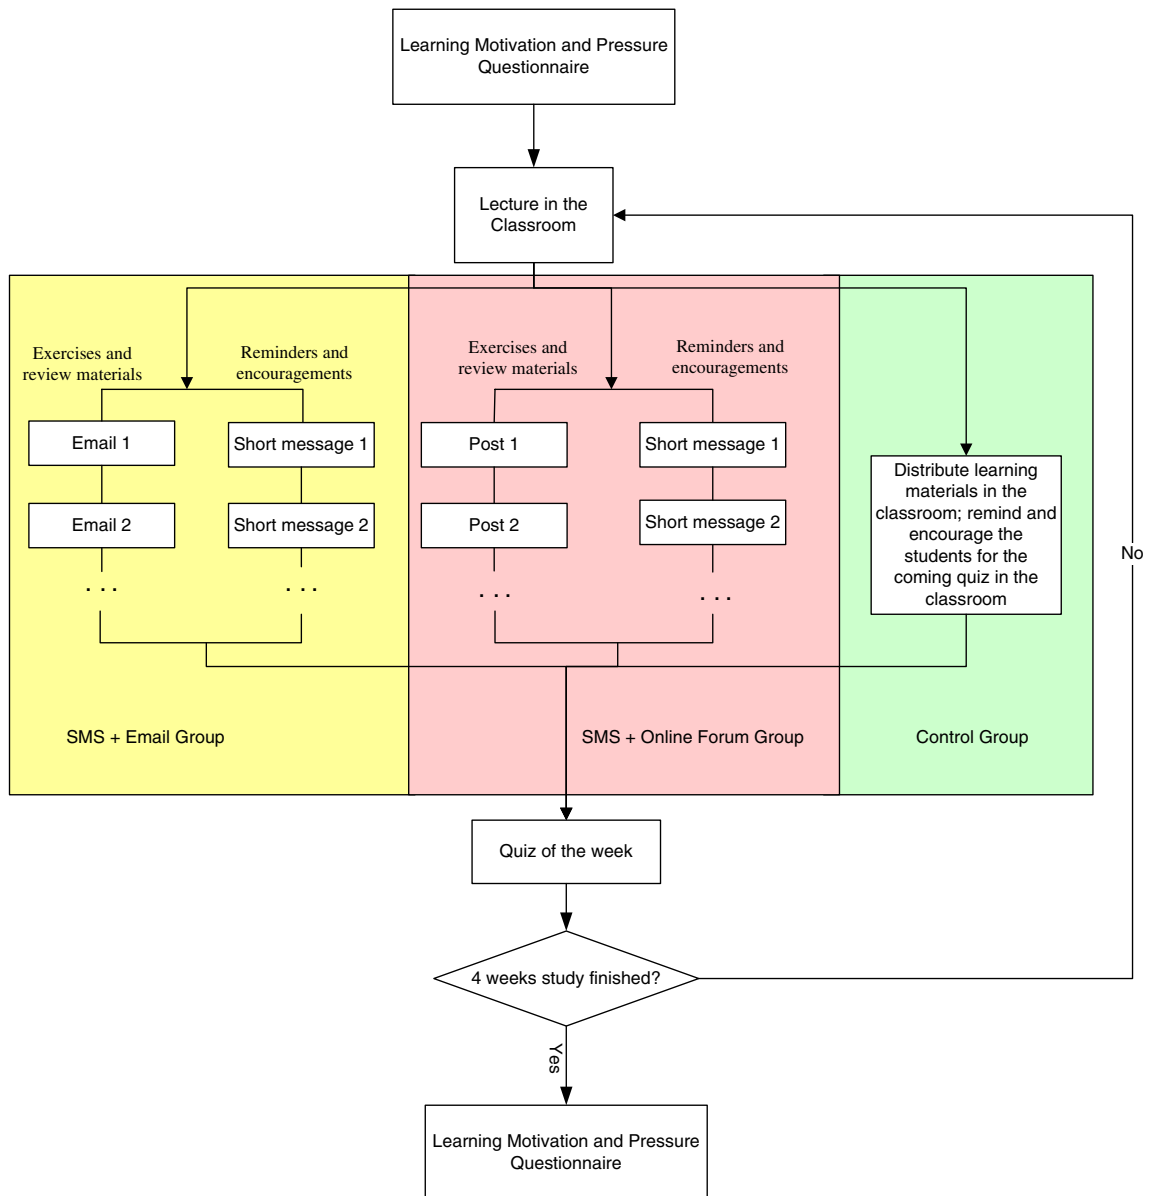 Learning Motivation and Pressure
Questionnaire
Lecture in the
Classroom
Exercises and
review materials
Reminders and
encouragements
Exercises and
review materials
Reminders and
encouragements
Email 1
Short message 1
Post 1
Short message 1
Email 2
Short message 2
Post 2
Short message 2
. . .
. . .
. . .
. . .
Distribute learning
materials in the
classroom; remind and
encourage the
students for the
coming quiz in the
classroom
No
SMS + Email Group
SMS + Online Forum Group
Control Group
Quiz of the week
4 weeks study finished?
Yes
Learning Motivation and Pressure
Questionnaire